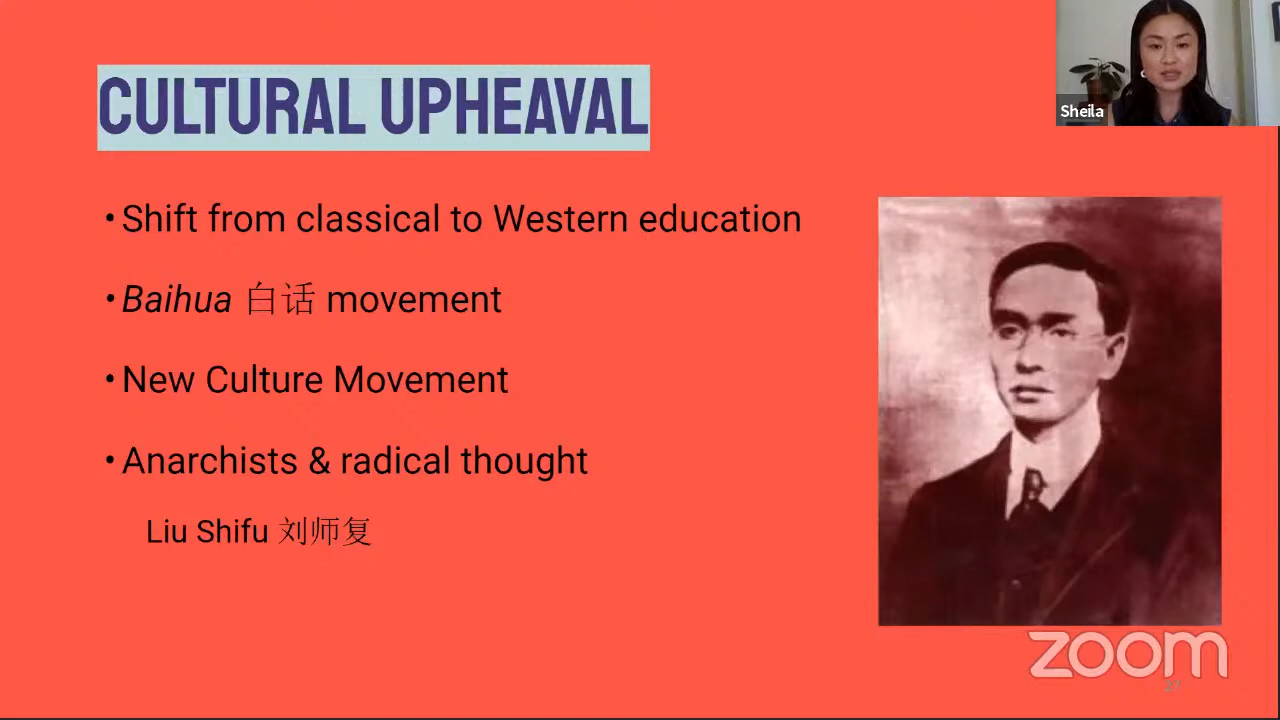 CULTURAL UPHEAVAL
Sheila
• Shift from classical to Western education
• Baihua 白话 movement
• New Culture Movement
• Anarchists & radical thought
Liu Shifu 刘师复
zoom
27